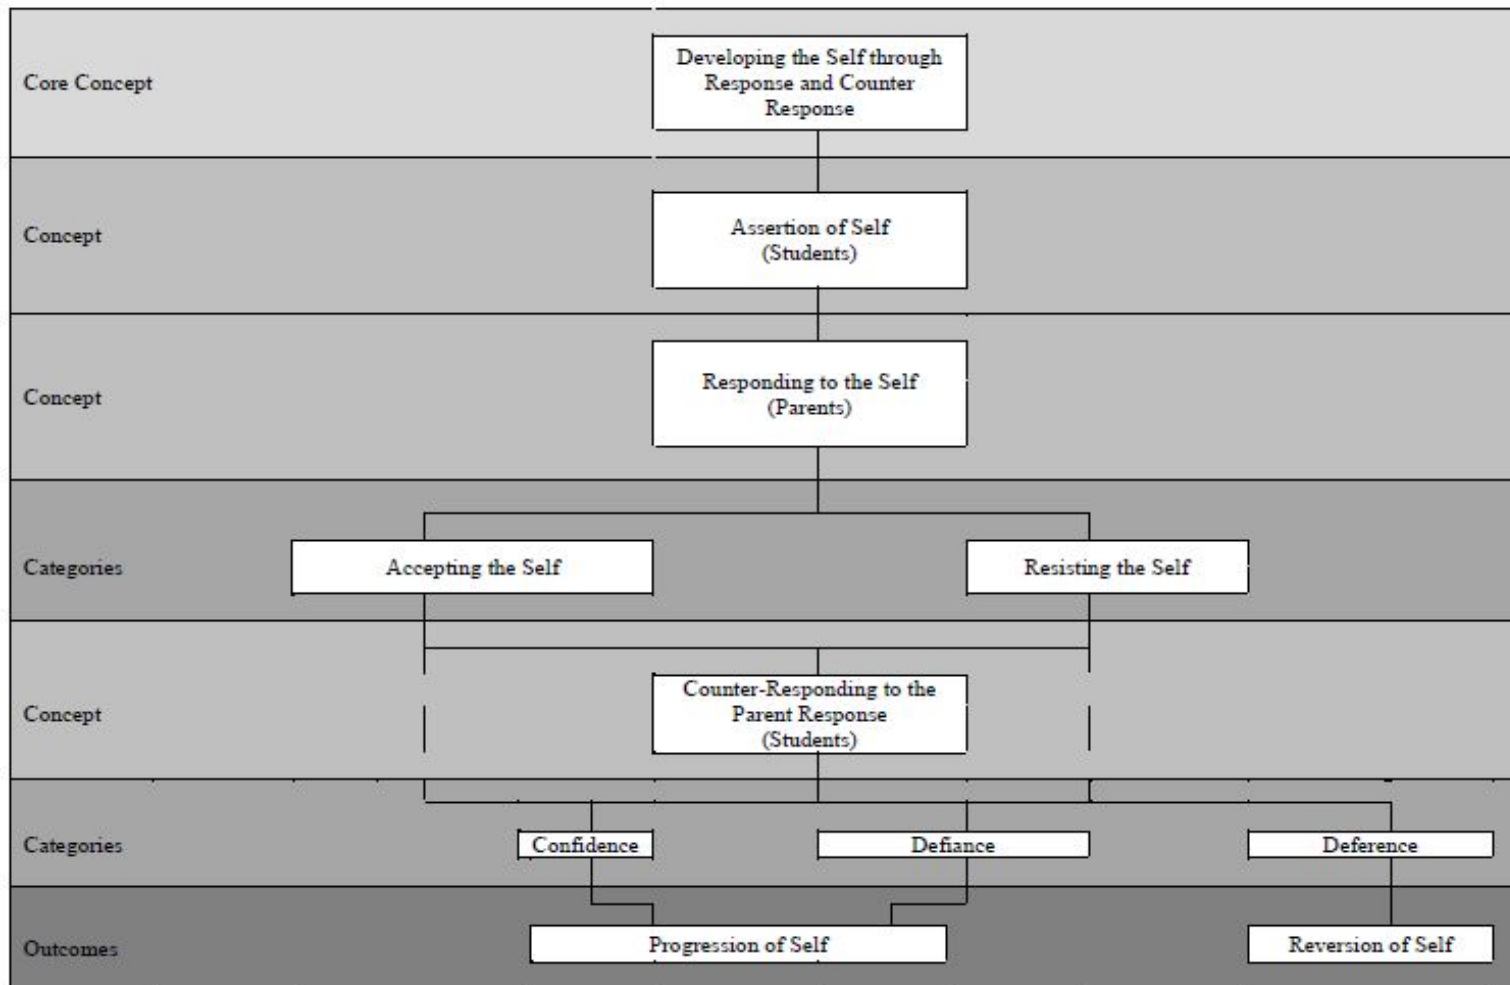 Core Concept
Developing the Self through
Response and Counter
Response
Concept
Assertion of Self
(Students)
Concept
Responding to the Self
(Parents)
Categories
Accepting the Self
Resisting the Self
Concept
Counter-Responding to the
Parent Response
(Students)
Categories
Confidence
Defiance
Deference
Outcomes
Progression of Self
Reversion of Self